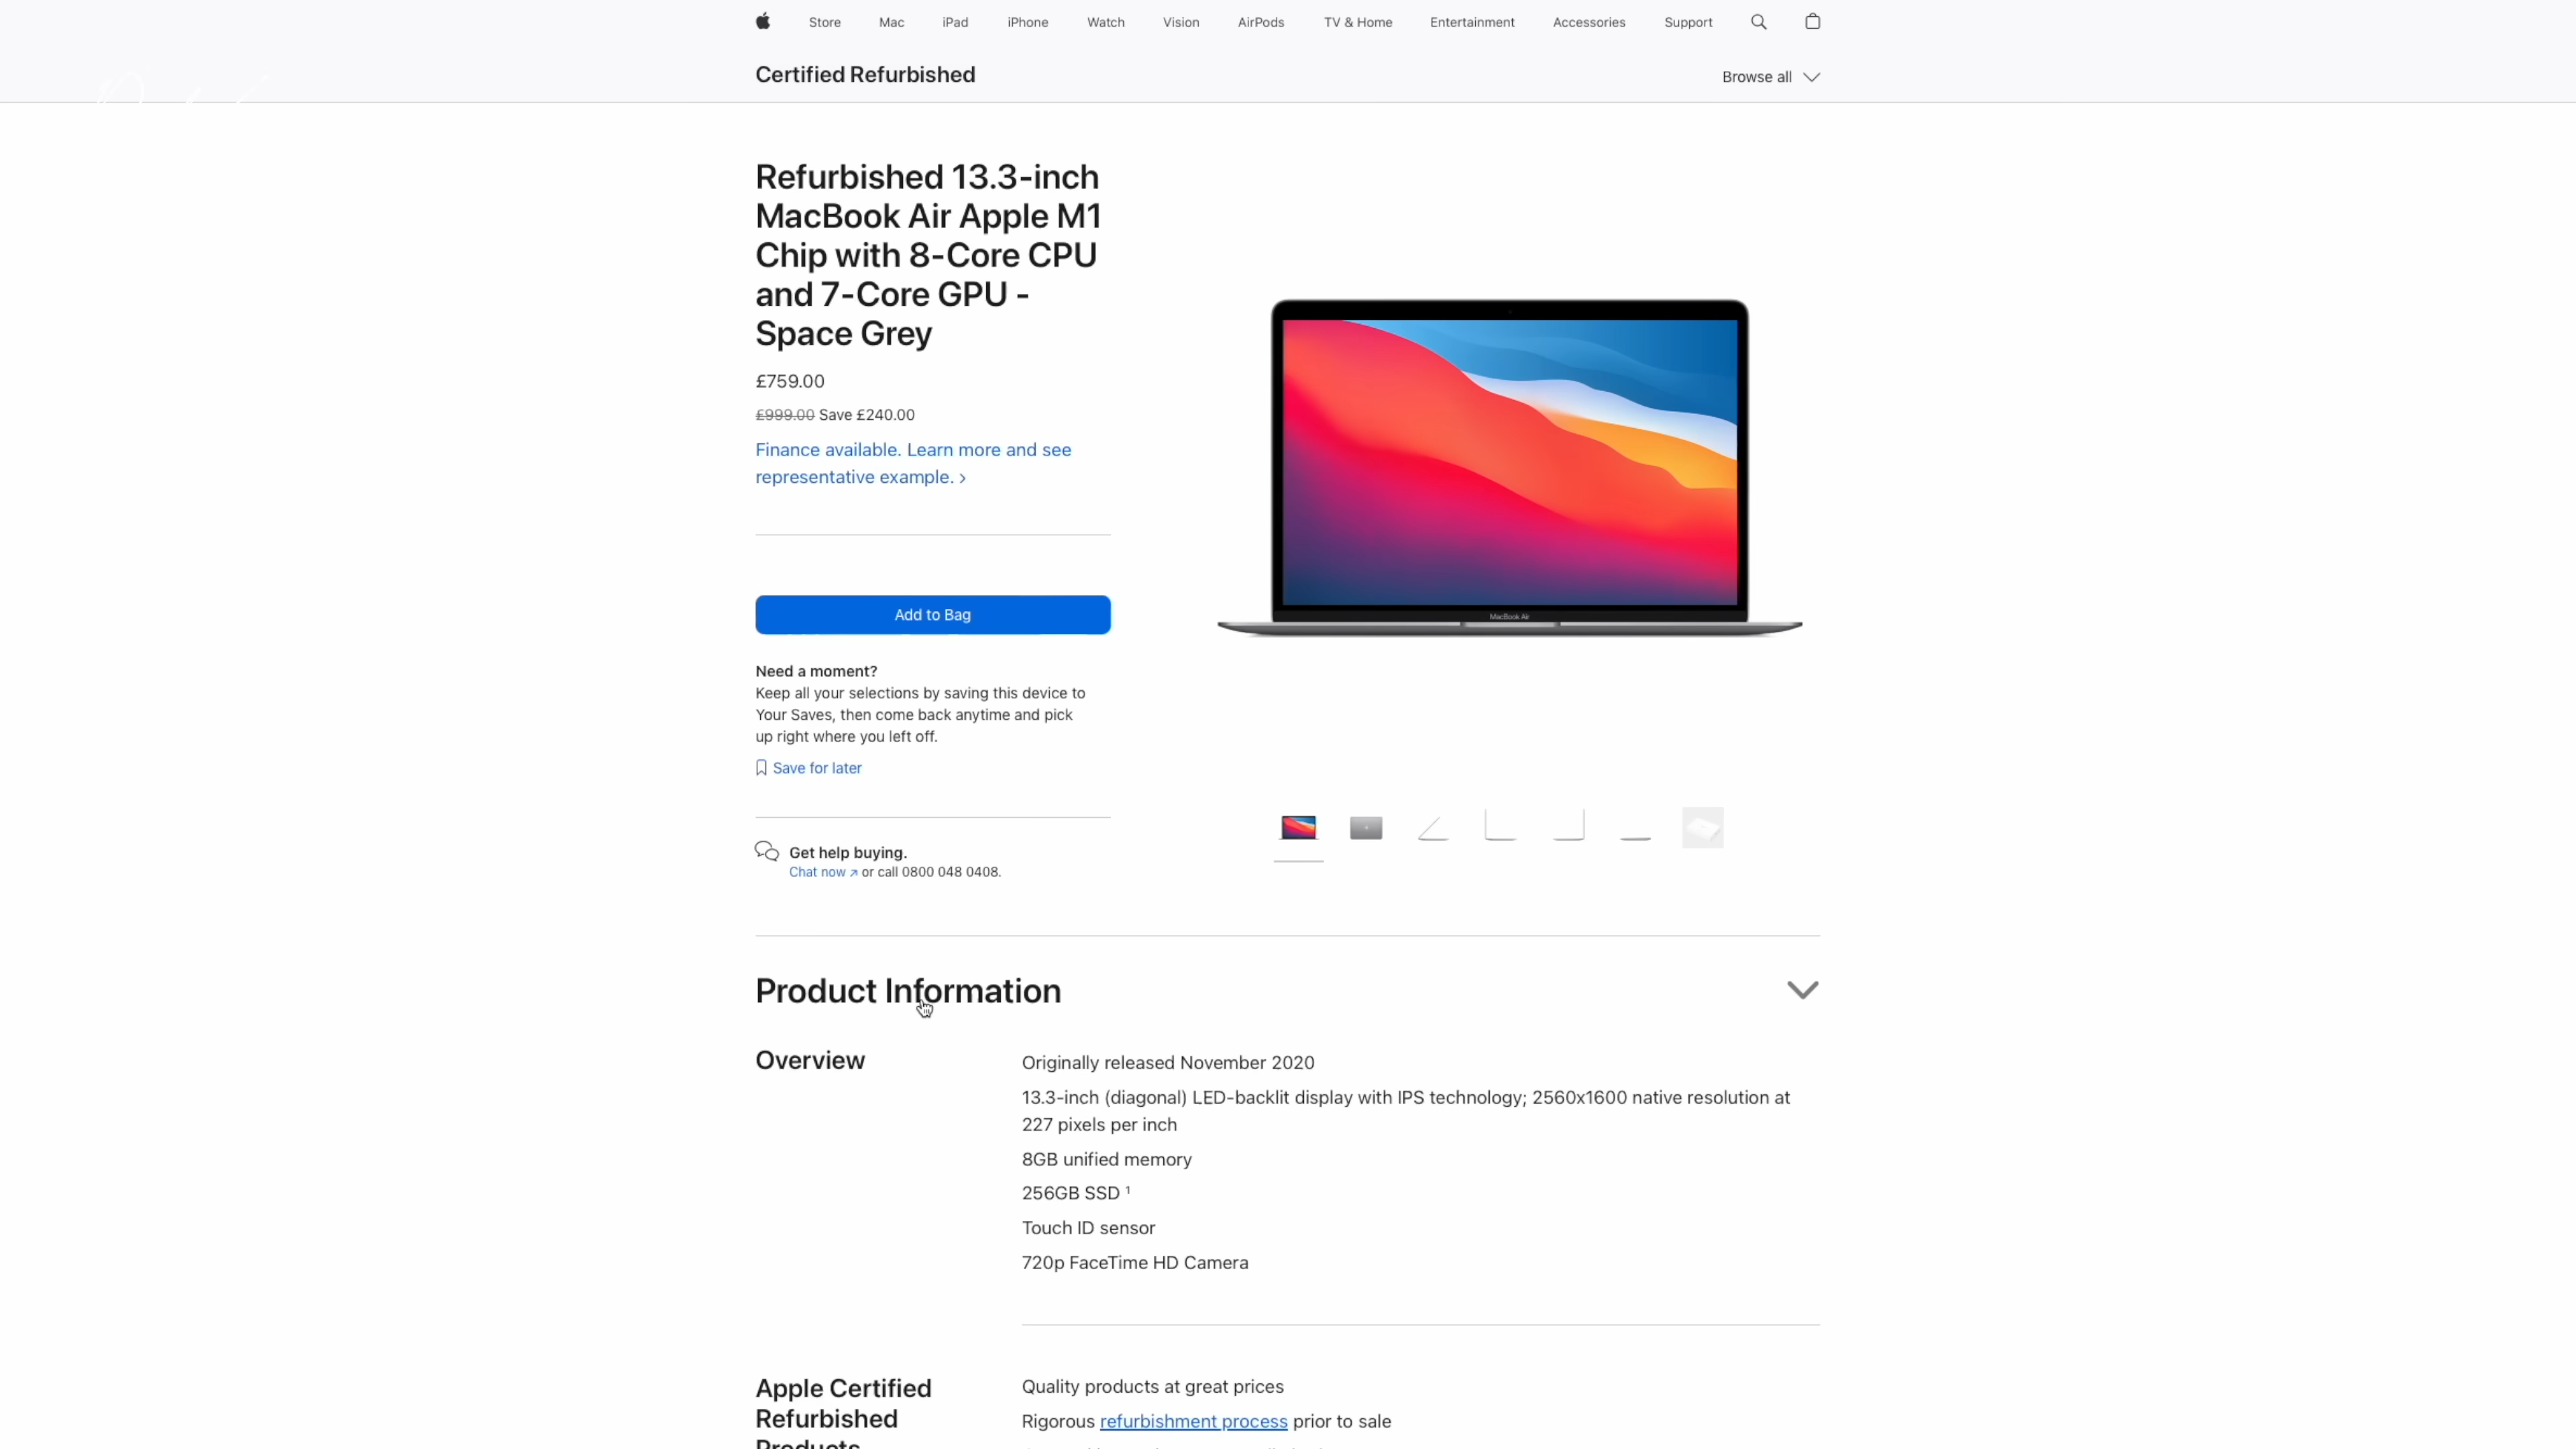 Store Mac iPad iPhone Watch Vision AirPods TV & Home Entertainment Accessories Support
Certified Refurbished
Browse all
Refurbished 13.3-inch
MacBook Air Apple M1
Chip with 8-Core CPU
and 7-Core GPU -
Space Grey
£759.00
£999.00 Save £240.00
Finance available. Learn more and see
representative example. >
Add to Bag
MacBook Air
Need a moment?
Keep all your selections by saving this device to
Your Saves, then come back anytime and pick
up right where you left off.
Save for later
Get help buying.
Chat now ↗ or call 0800 048 0408.
Product Information
Overview
Originally released November 2020
13.3-inch (diagonal) LED-backlit display with IPS technology; 2560x1600 native resolution at
227 pixels per inch
8GB unified memory
256GB SSD ¹
Touch ID sensor
720p FaceTime HD Camera
Apple Certified
Refurbished
Products
Quality products at great prices
Rigorous refurbishment process prior to sale